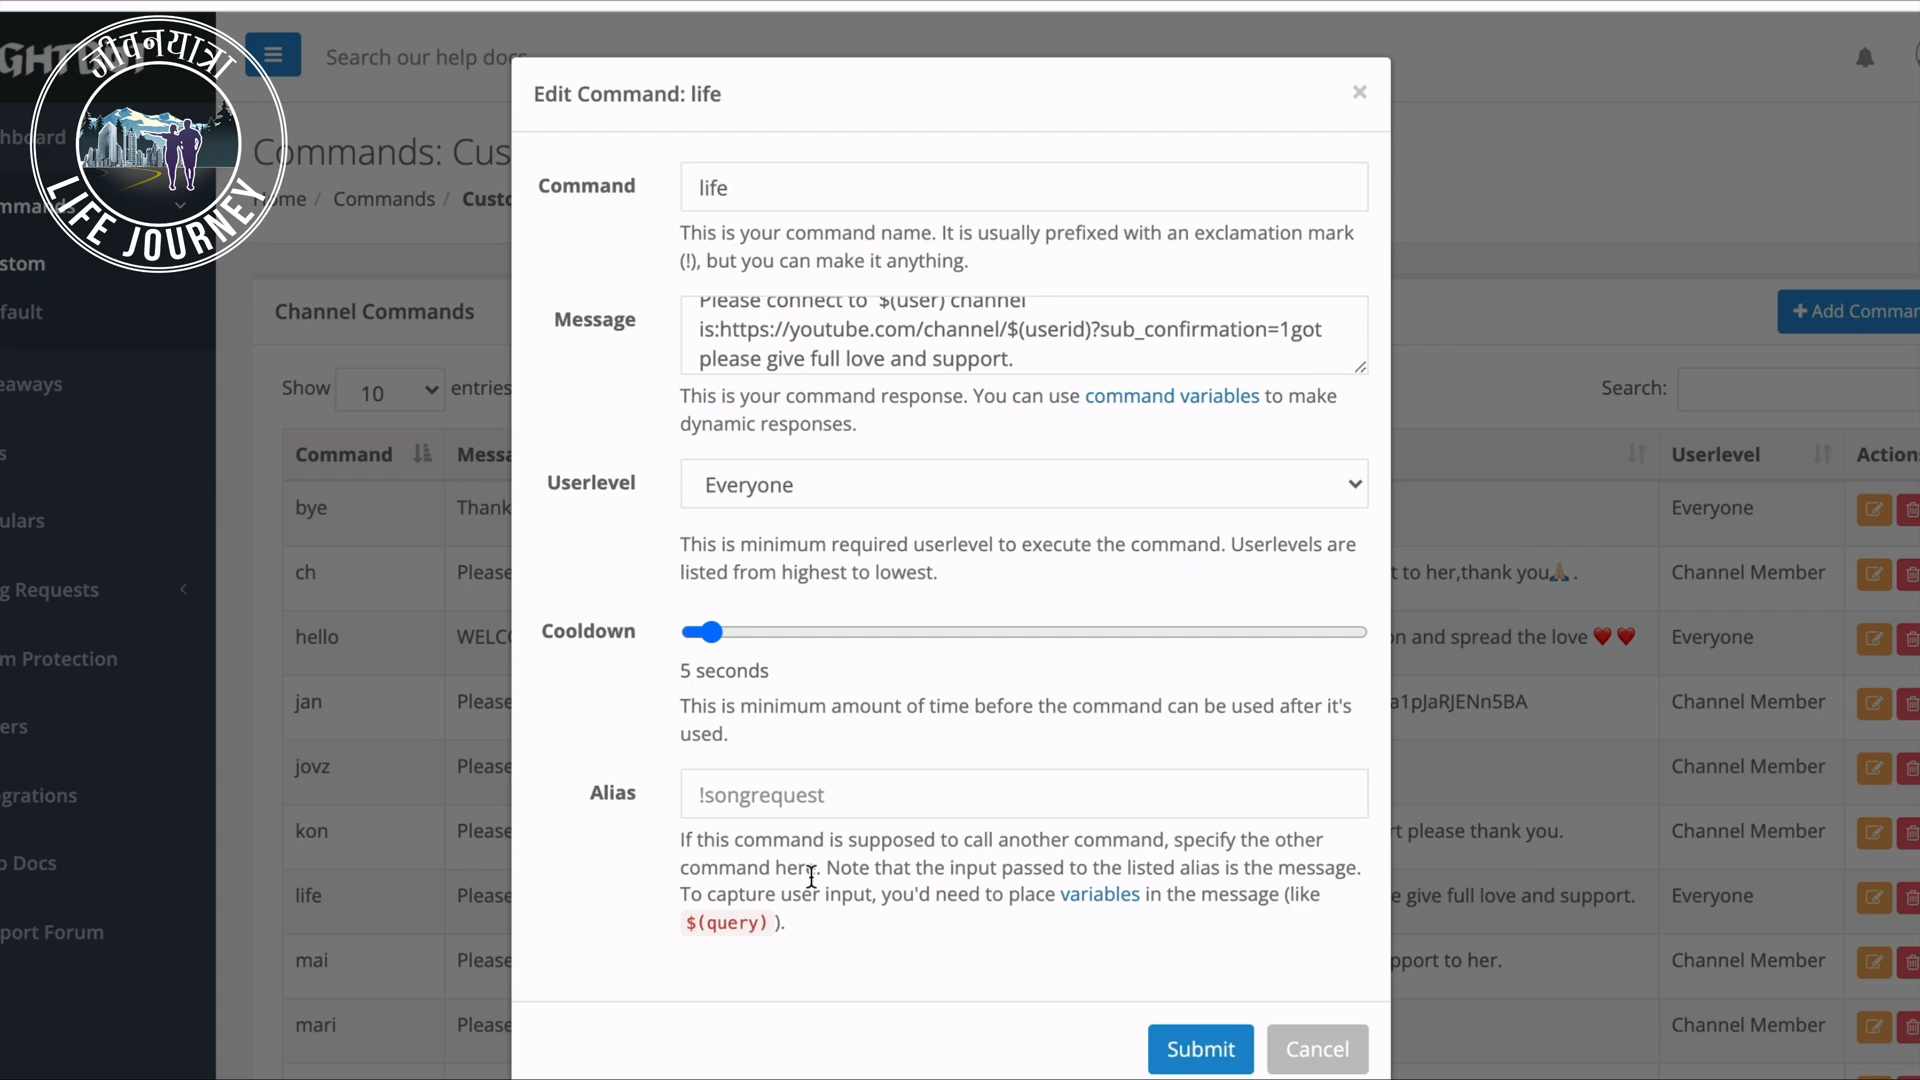 जीवनयात्रा
LIFE JOURNEY
Search our help docs
Commands: Cus
Home / Commands / Custo
stom
fault
eaways
s
ulars
g Requests
m Protection
ers
grations
p Docs
port Forum
Channel Commands
+ Add Comman
Show 10 entries
Search:
Command Messa Userlevel Actions
bye Thank Everyone
ch Please t to her,thank you🙏🏼. Channel Member
hello WELCO on and spread the love ❤️❤️ Everyone
jan Please a1pJaRJENn5BA Channel Member
jovz Please Channel Member
kon Please t please thank you. Channel Member
life Please e give full love and support. Everyone
mai Please pport to her. Channel Member
mari Please Channel Member
Edit Command: life
×
Command life
This is your command name. It is usually prefixed with an exclamation mark
(!), but you can make it anything.
Message
Please connect to $(user) channel
is:https://youtube.com/channel/$(userid)?sub_confirmation=1got
please give full love and support.
This is your command response. You can use command variables to make
dynamic responses.
Userlevel Everyone
This is minimum required userlevel to execute the command. Userlevels are
listed from highest to lowest.
Cooldown
5 seconds
This is minimum amount of time before the command can be used after it's
used.
Alias !songrequest
If this command is supposed to call another command, specify the other
command here. Note that the input passed to the listed alias is the message.
To capture user input, you'd need to place variables in the message (like
$(query) ).
Submit Cancel